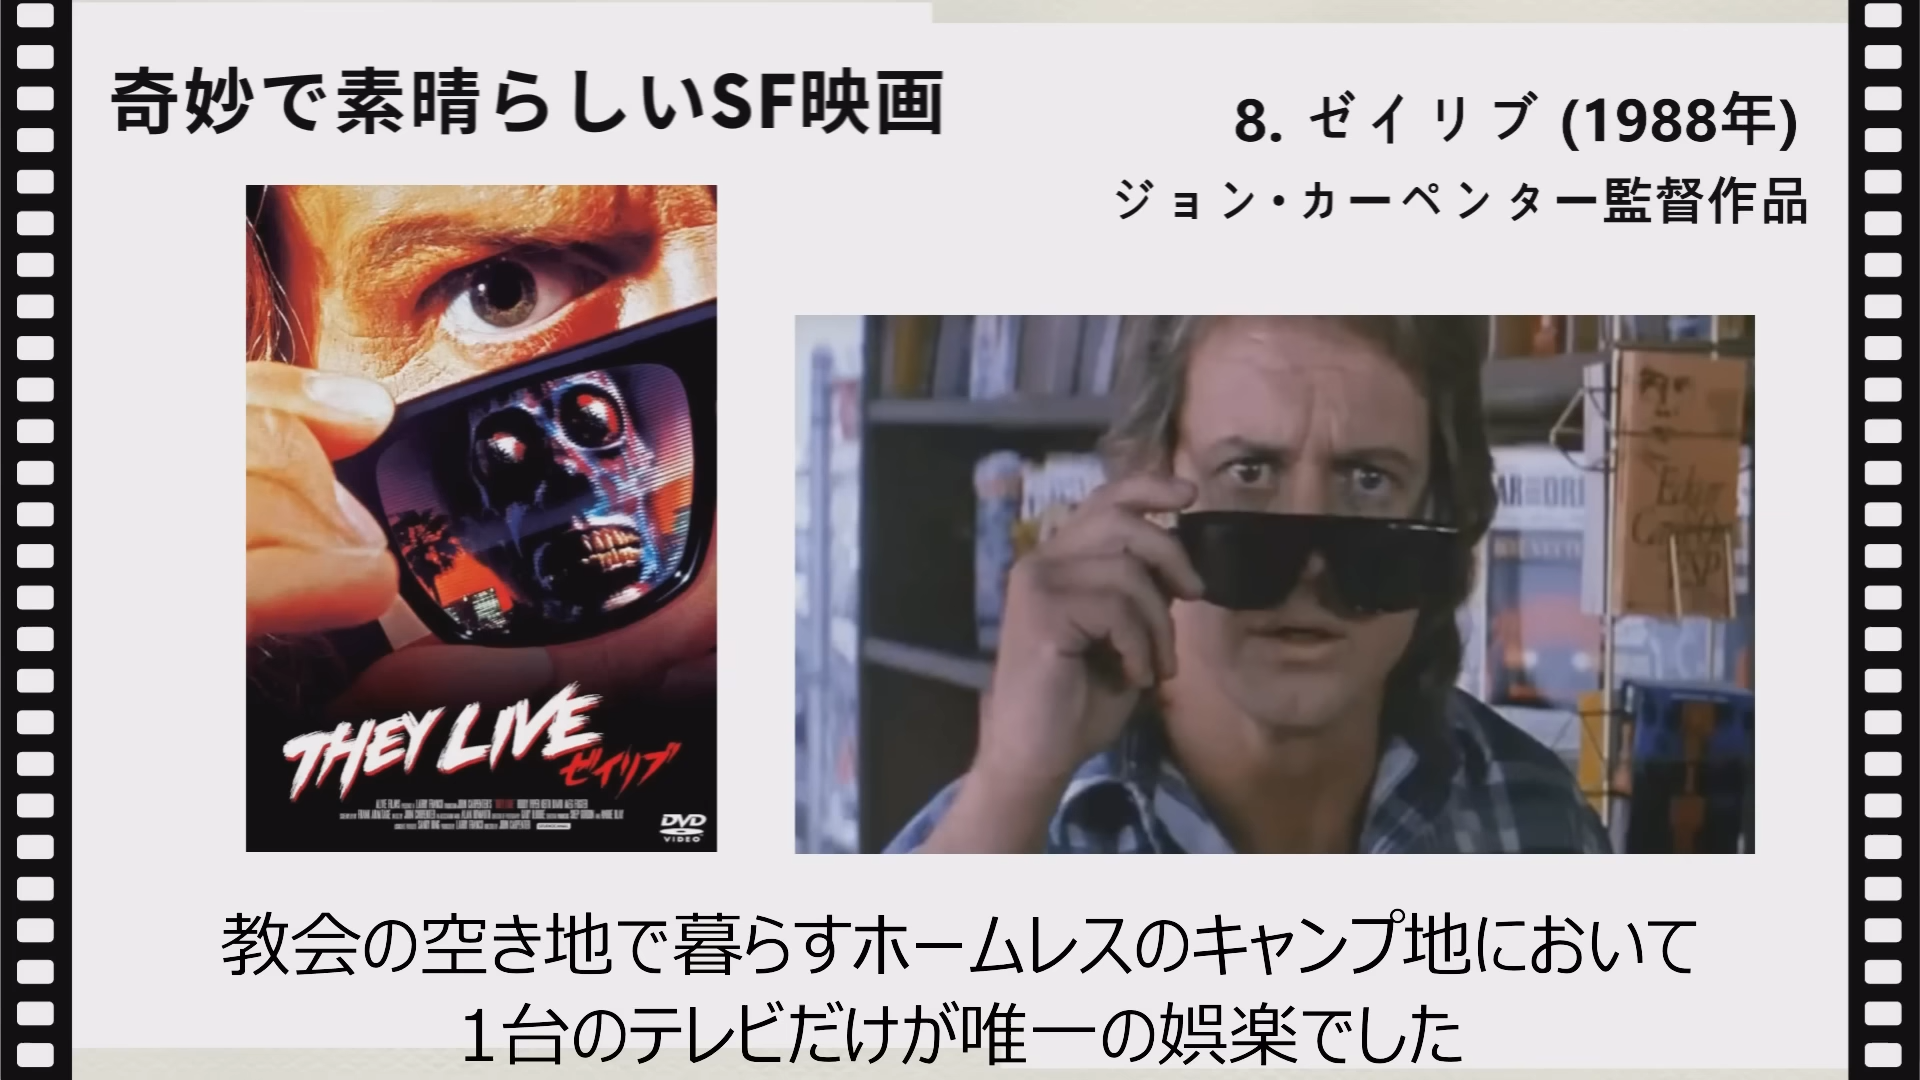 奇妙で素晴らしいSF映画
8. ゼイリブ (1988年)
ジョン・カーペンター監督作品
THEY LIVE
ゼイリブ
DVD
VIDEO
教会の空き地で暮らすホームレスのキャンプ地において
1台のテレビだけが唯一の娯楽でした